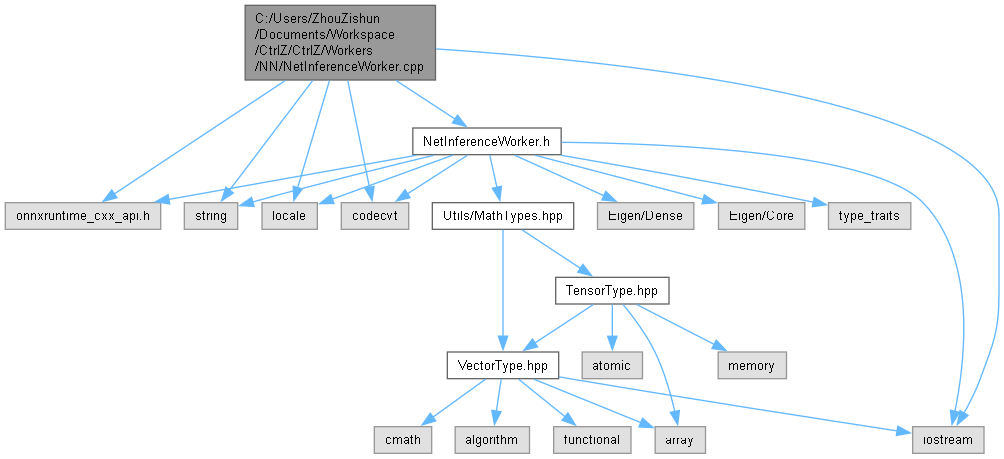 C:/Users/ZhouZishun
/Documents/Workspace
/CtrlZ/CtrlZ/Workers
/NN/NetInferenceWorker.cpp
NetInferenceWorker.h
onnxruntime_cxx_api.h
string
locale
codecvt
Utils/MathTypes.hpp
Eigen/Dense
Eigen/Core
type_traits
TensorType.hpp
VectorType.hpp
atomic
memory
cmath
algorithm
functional
array
iostream